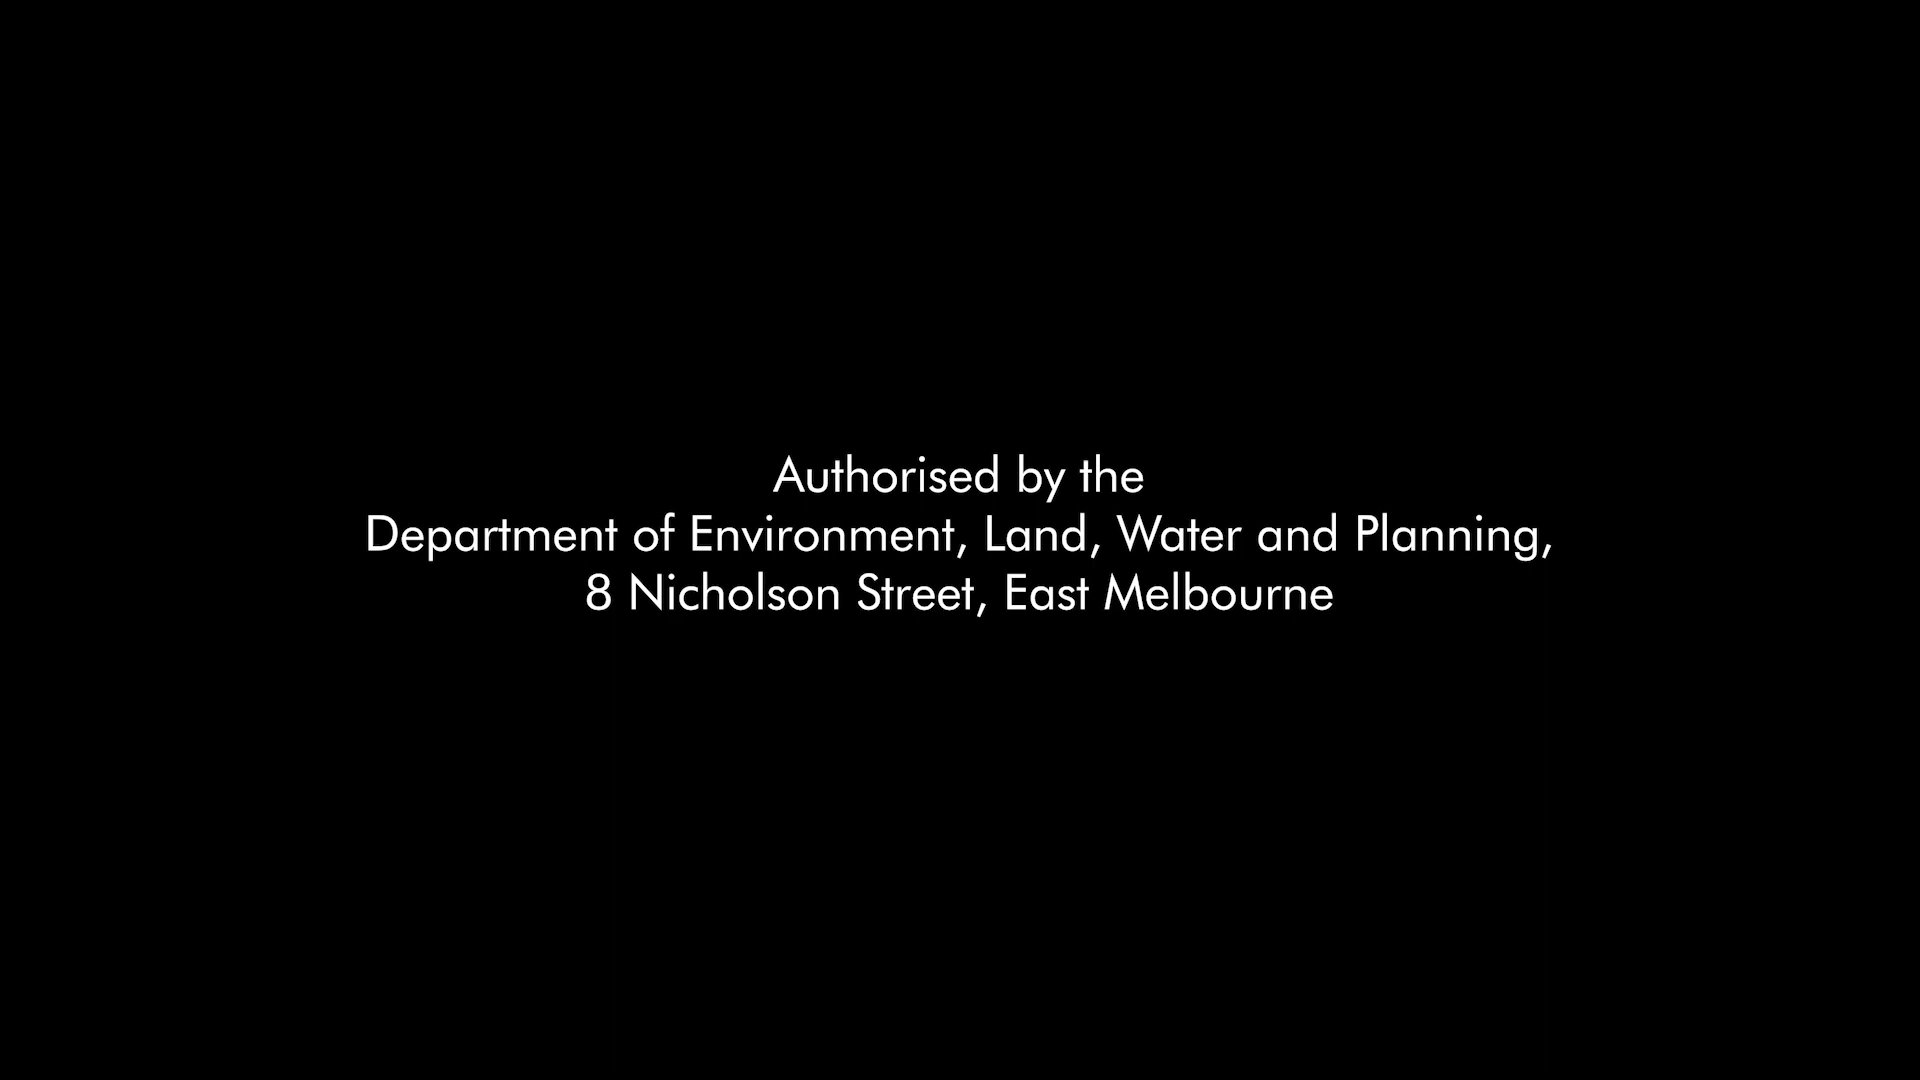 Authorised by the
Department of Environment, Land, Water and Planning,
8 Nicholson Street, East Melbourne